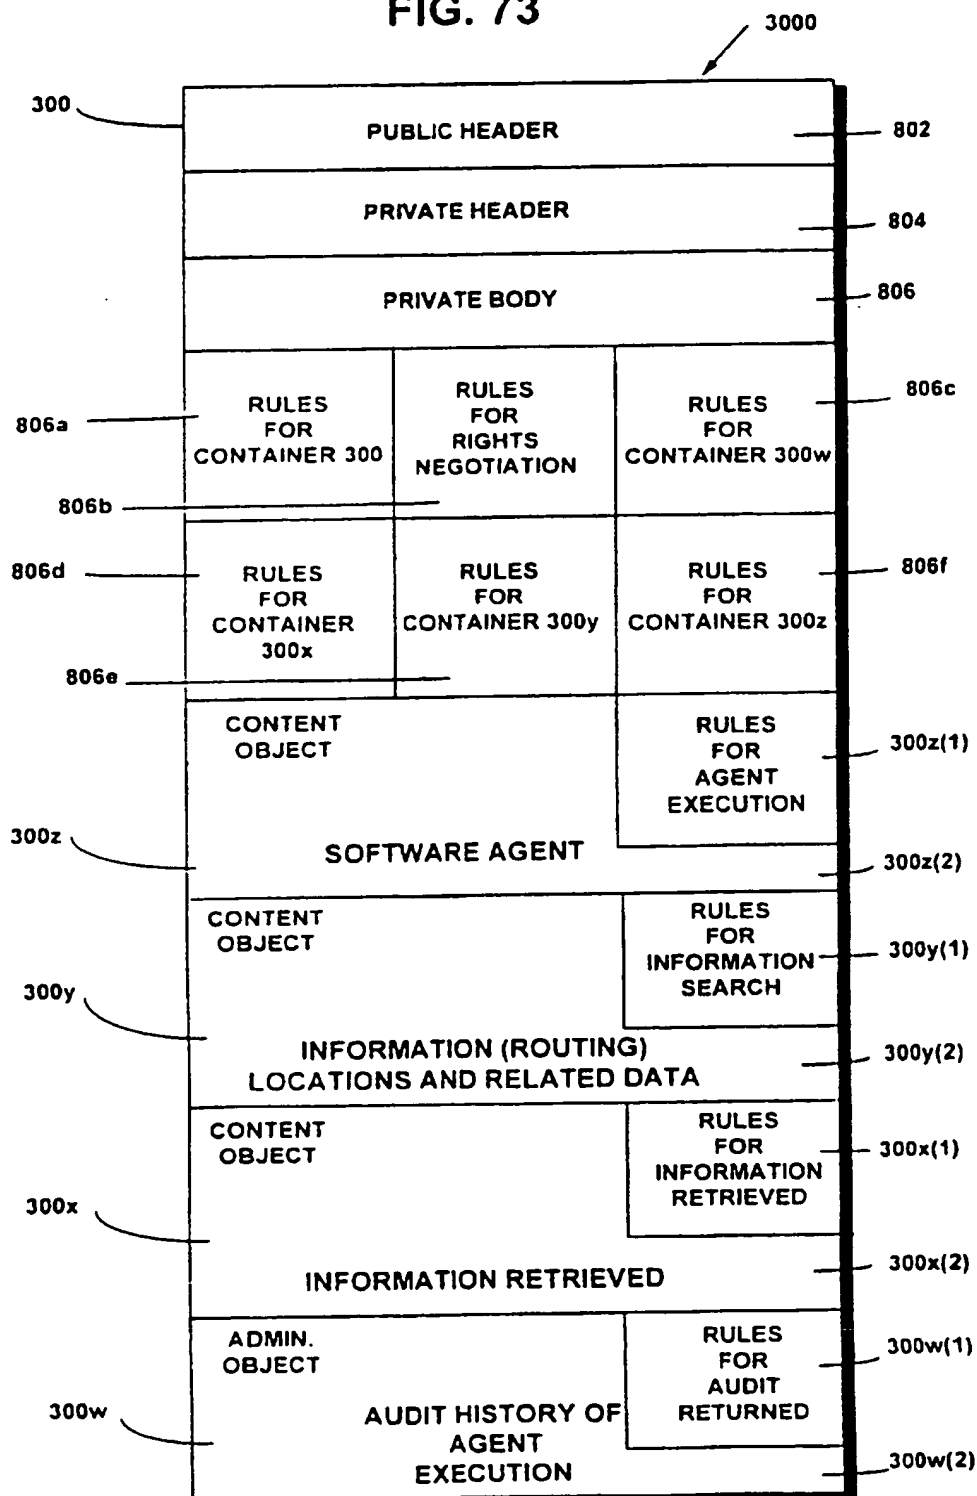 FIG. 73
3000
300
PUBLIC HEADER
802
PRIVATE HEADER
804
PRIVATE BODY
806
806a
RULES
FOR
CONTAINER 300
806b
RULES
FOR
RIGHTS
NEGOTIATION
RULES
FOR
CONTAINER 300w
806c
806d
RULES
FOR
CONTAINER
300x
806e
RULES
FOR
CONTAINER 300y
RULES
FOR
CONTAINER 300z
806f
CONTENT
OBJECT
RULES
FOR
AGENT
EXECUTION
300z(1)
300z
SOFTWARE AGENT
300z(2)
CONTENT
OBJECT
RULES
FOR
INFORMATION
SEARCH
300y(1)
300y
INFORMATION (ROUTING)
LOCATIONS AND RELATED DATA
300y(2)
CONTENT
OBJECT
RULES
FOR
INFORMATION
RETRIEVED
300x(1)
300x
INFORMATION RETRIEVED
300x(2)
ADMIN.
OBJECT
RULES
FOR
AUDIT
RETURNED
300w(1)
300w
AUDIT HISTORY OF
AGENT
EXECUTION
300w(2)